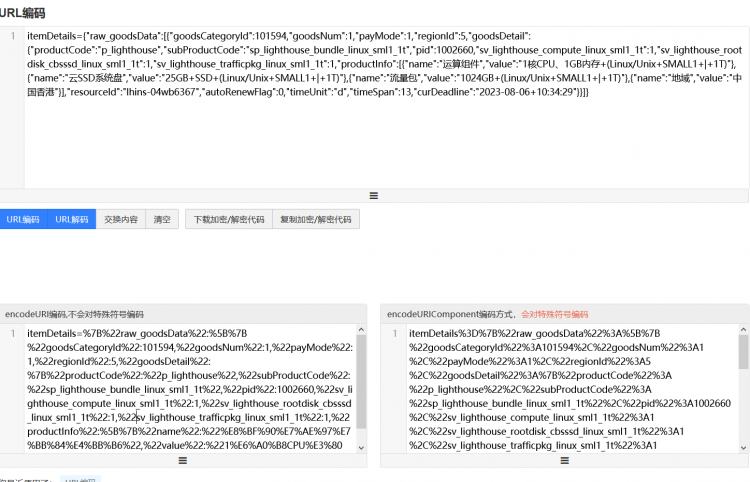 URL编码
1
itemDetails={"raw_goodsData":[{"goodsCategoryId":101594,"goodsNum":1,"payMode":1,"regionId":5,"goodsDetail":
{"productCode":"p_lighthouse","subProductCode":"sp_lighthouse_bundle_linux_sml1_1t","pid":1002660,"sv_lighthouse_compute_linux_sml1_1t":1,"sv_lighthouse_root
disk_cbsssd_linux_sml1_1t":1,"sv_lighthouse_trafficpkg_linux_sml1_1t":1,"productInfo":[{"name":"运算组件","value":"1核CPU、1GB内存+(Linux/Unix+SMALL1+|+1T)"},
{"name":"云SSD系统盘","value":"25GB+SSD+(Linux/Unix+SMALL1+|+1T)"},{"name":"流量包","value":"1024GB+(Linux/Unix+SMALL1+|+1T)"},{"name":"地域","value":"中
国香港"}],"resourceId":"lhins-04wb6367","autoRenewFlag":0,"timeUnit":"d","timeSpan":13,"curDeadline":"2023-08-06+10:34:29"}}]}
URL编码 URL解码 交换内容 清空 下载加密/解密代码 复制加密/解密代码
encodeURI编码,不会对特殊符号编码
1
itemDetails=%7B%22raw_goodsData%22:%5B%7B
%22goodsCategoryId%22:101594,%22goodsNum%22:1,%22payMode%22:
1,%22regionId%22:5,%22goodsDetail%22:
%7B%22productCode%22:%22p_lighthouse%22,%22subProductCode%22:
%22sp_lighthouse_bundle_linux_sml1_1t%22,%22pid%22:1002660,%22sv_li
ghthouse_compute_linux_sml1_1t%22:1,%22sv_lighthouse_rootdisk_cbsssd
_linux_sml1_1t%22:1,%22sv_lighthouse_trafficpkg_linux_sml1_1t%22:1,%22
productInfo%22:%5B%7B%22name%22:%22%E8%BF%90%E7%AE%97%E7
%BB%84%E4%BB%B6%22,%22value%22:%221%E6%A0%B8CPU%E3%80
encodeURIComponent编码方式，会对特殊符号编码
1
itemDetails%3D%7B%22raw_goodsData%22%3A%5B%7B
%22goodsCategoryId%22%3A101594%2C%22goodsNum%22%3A1
%2C%22payMode%22%3A1%2C%22regionId%22%3A5
%2C%22goodsDetail%22%3A%7B%22productCode%22%3A
%22p_lighthouse%22%2C%22subProductCode%22%3A
%22sp_lighthouse_bundle_linux_sml1_1t%22%2C%22pid%22%3A1002660
%2C%22sv_lighthouse_compute_linux_sml1_1t%22%3A1
%2C%22sv_lighthouse_rootdisk_cbsssd_linux_sml1_1t%22%3A1
%2C%22sv_lighthouse_trafficpkg_linux_sml1_1t%22%3A1